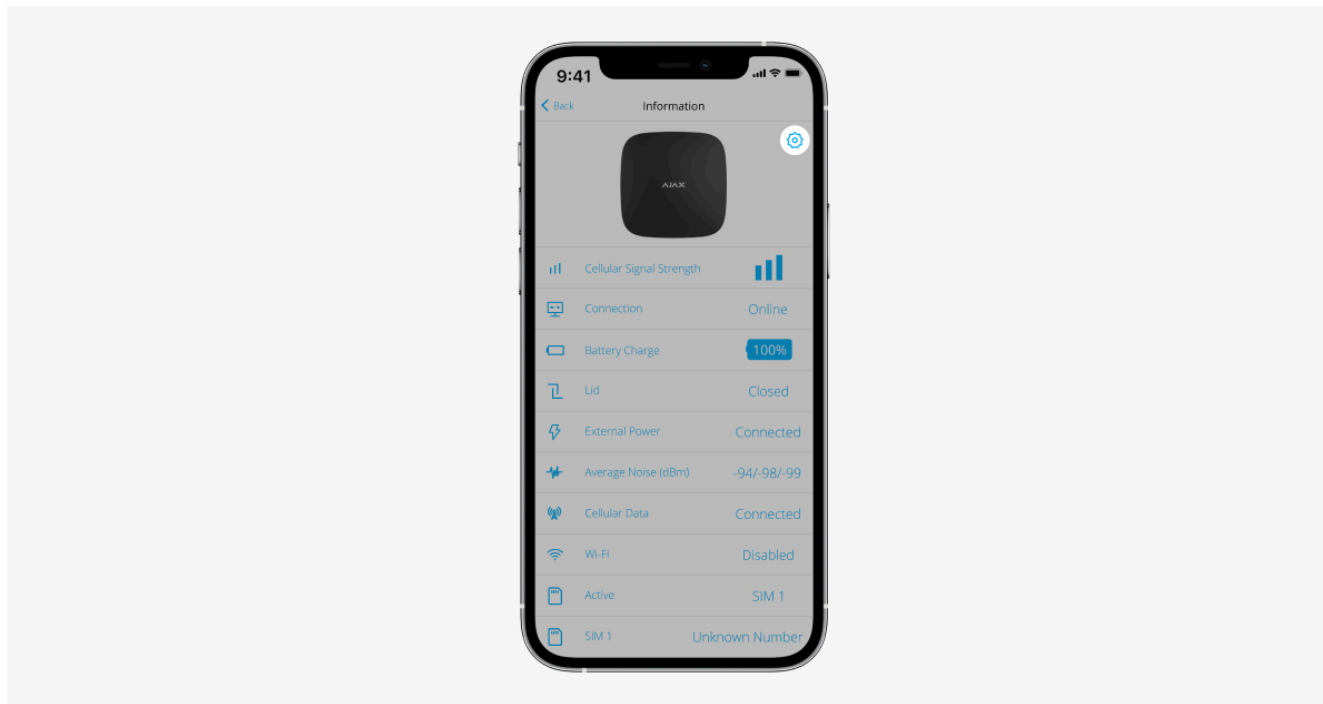 9:41
Back Information
AJAX
Cellular Signal Strength
Connection Online
Battery Charge 100%
Lid Closed
External Power Connected
Average Noise (dBm) -94/-98/-99
Cellular Data Connected
Wi-Fi Disabled
Active SIM 1
SIM 1 Unknown Number